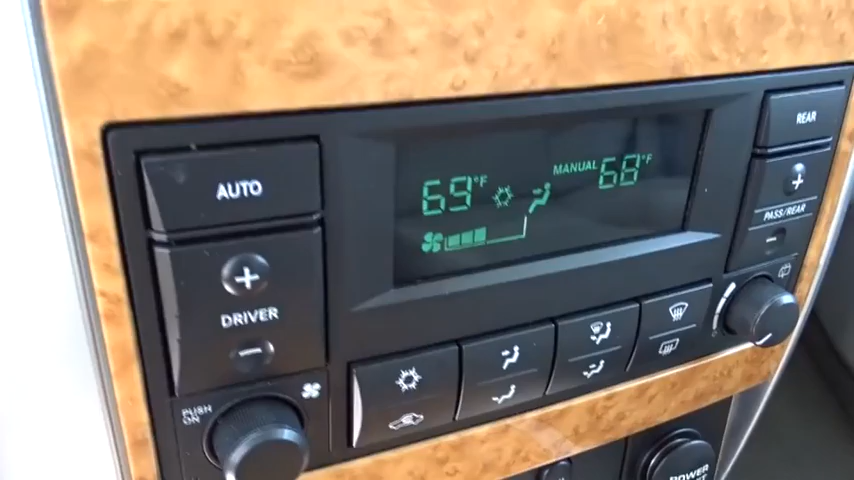 AUTO
69°F
MANUAL 68°F
REAR
DRIVER
PASS/REAR
PUSH
ON
POWER